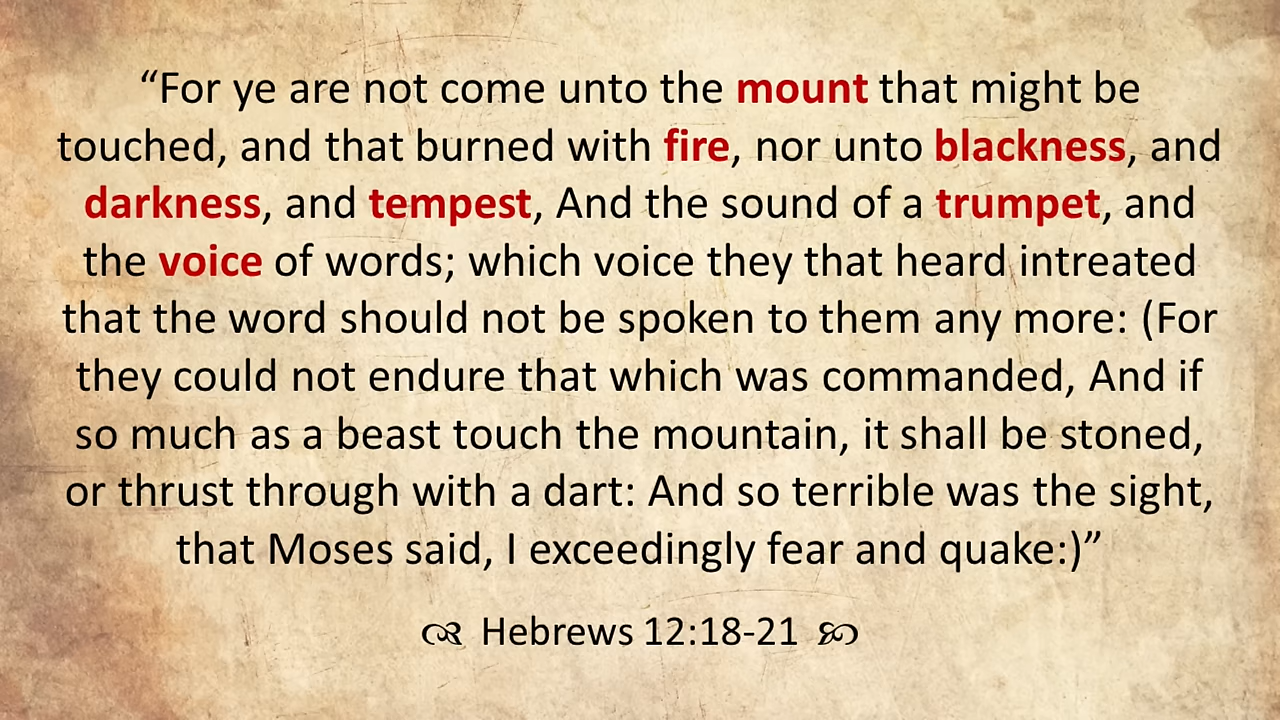 “For ye are not come unto the mount that might be
touched, and that burned with fire, nor unto blackness, and
darkness, and tempest, And the sound of a trumpet, and
the voice of words; which voice they that heard intreated
that the word should not be spoken to them any more: (For
they could not endure that which was commanded, And if
so much as a beast touch the mountain, it shall be stoned,
or thrust through with a dart: And so terrible was the sight,
that Moses said, I exceedingly fear and quake:)”
Hebrews 12:18-21